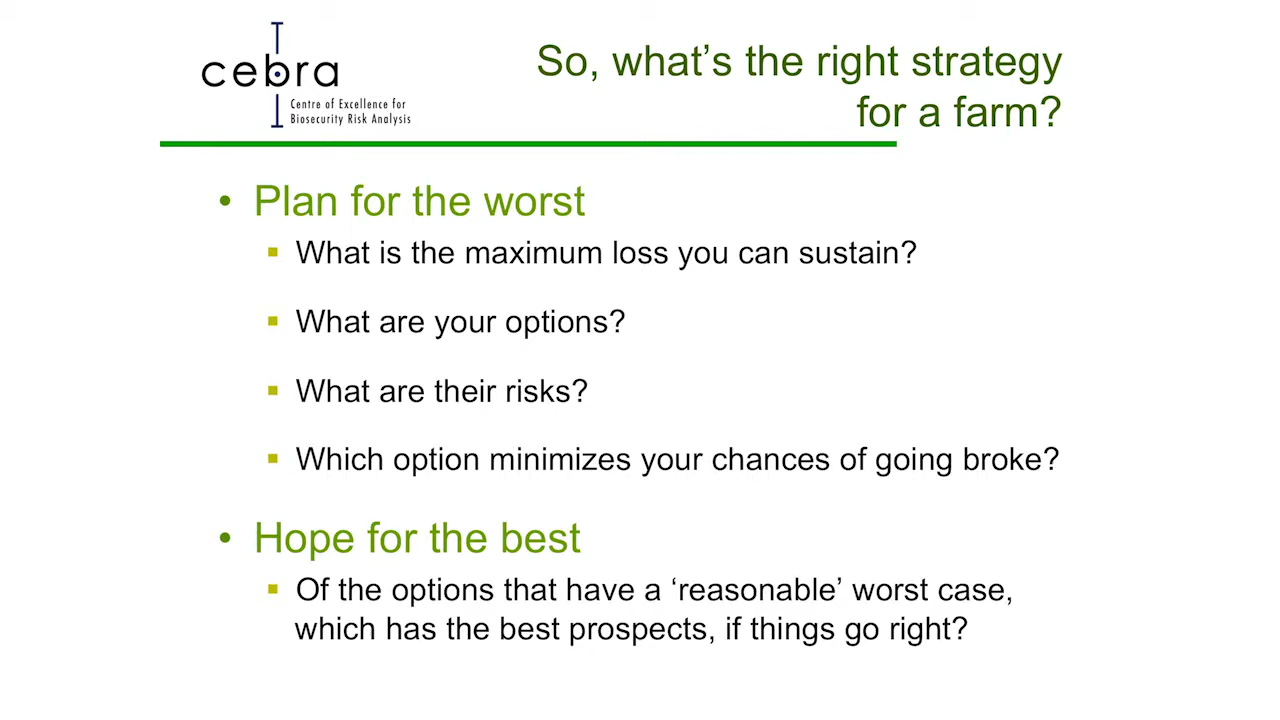 cebra
Centre of Excellence for
Biosecurity Risk Analysis
So, what's the right strategy
for a farm?
• Plan for the worst
▪ What is the maximum loss you can sustain?
▪ What are your options?
▪ What are their risks?
▪ Which option minimizes your chances of going broke?
• Hope for the best
▪ Of the options that have a ‘reasonable’ worst case,
which has the best prospects, if things go right?